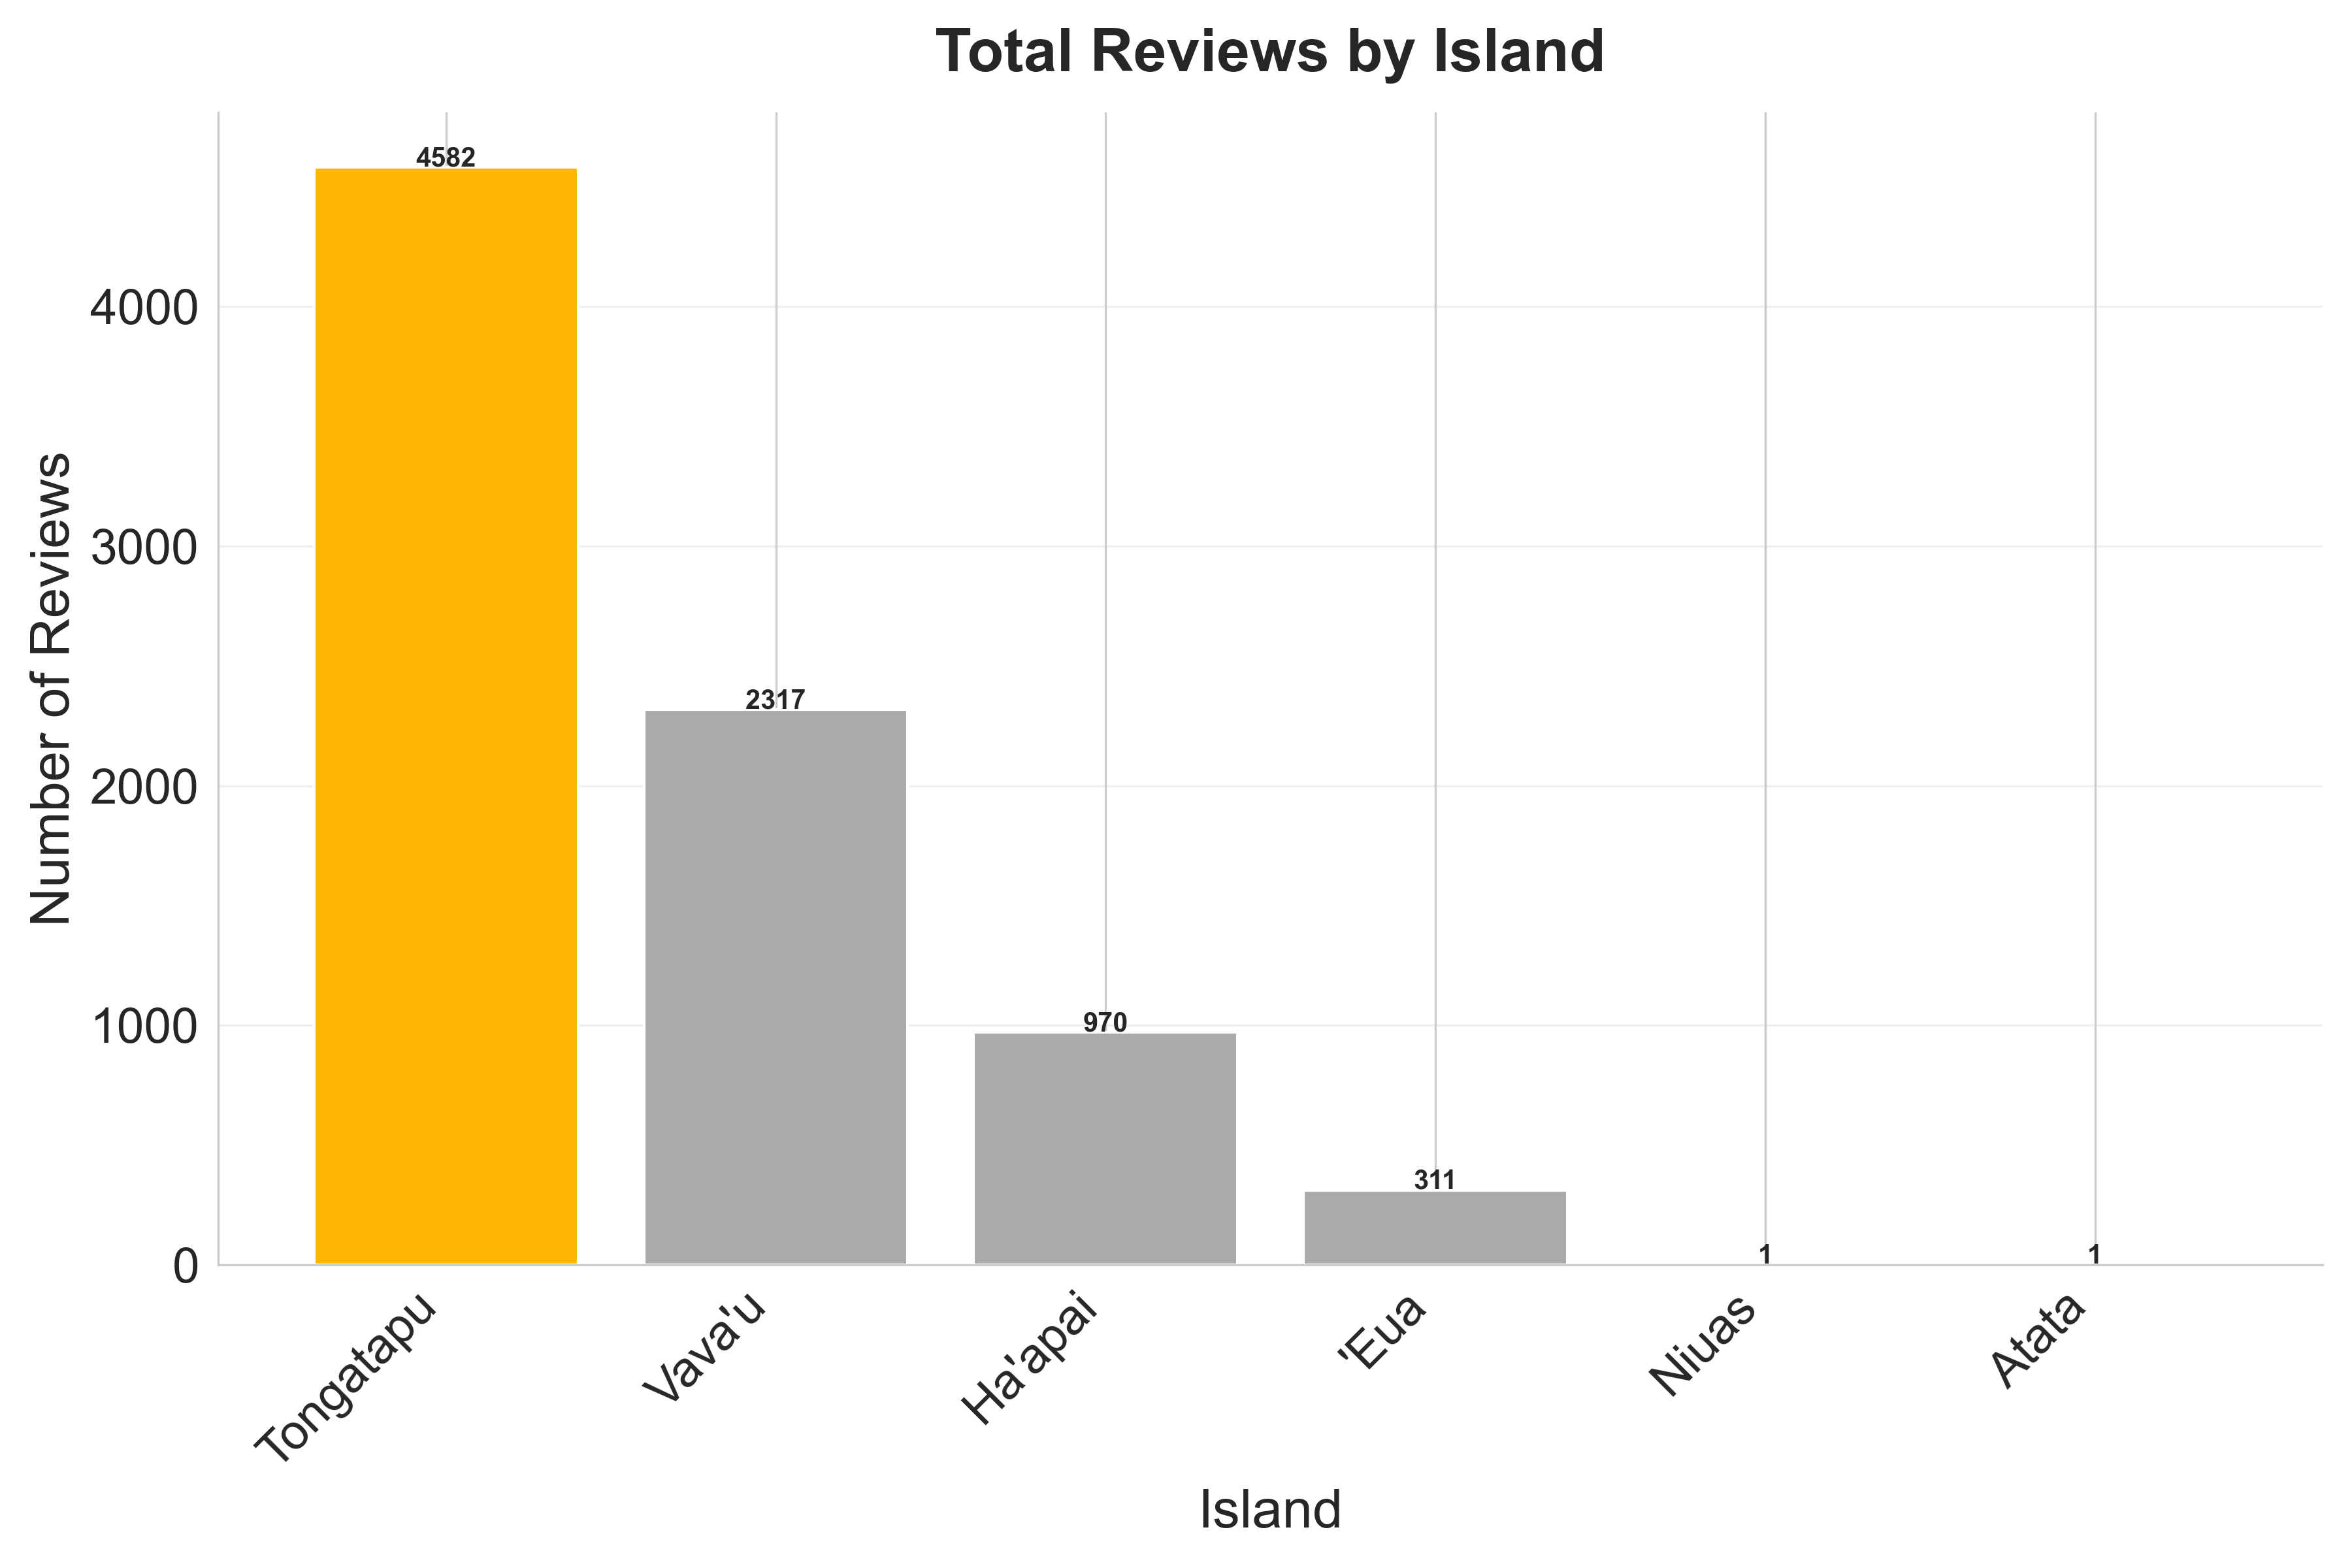 Total Reviews by Island
Number of Reviews
4000
3000
2000
1000
0
4582
2317
970
311
1
1
Tongatapu
Vava'u
Ha'apai
'Eua
Niuas
Atata
Island